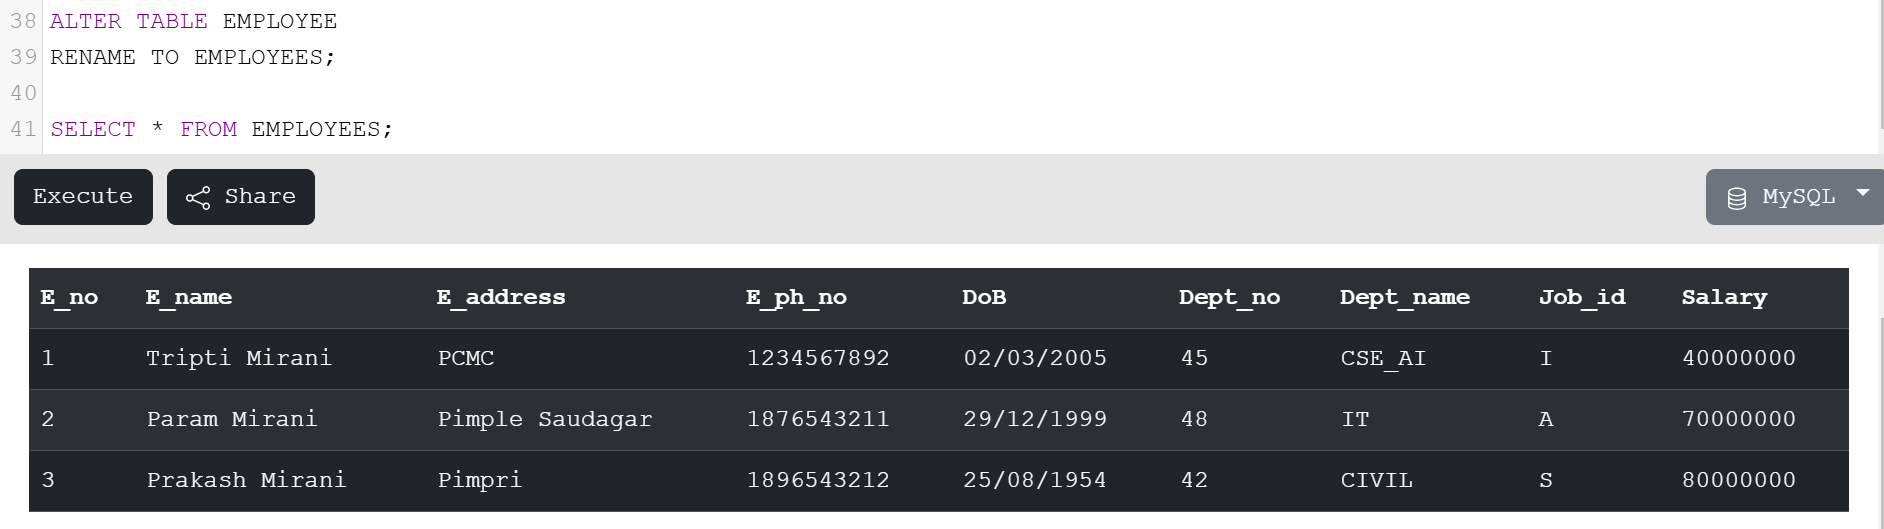 38 ALTER TABLE EMPLOYEE
39 RENAME TO EMPLOYEES;
40
41 SELECT * FROM EMPLOYEES;
Execute Share MySQL
E_no E_name E_address E_ph_no DoB Dept_no Dept_name Job_id Salary
1 Tripti Mirani PCMC 1234567892 02/03/2005 45 CSE_AI I 40000000
2 Param Mirani Pimple Saudagar 1876543211 29/12/1999 48 IT A 70000000
3 Prakash Mirani Pimpri 1896543212 25/08/1954 42 CIVIL S 80000000